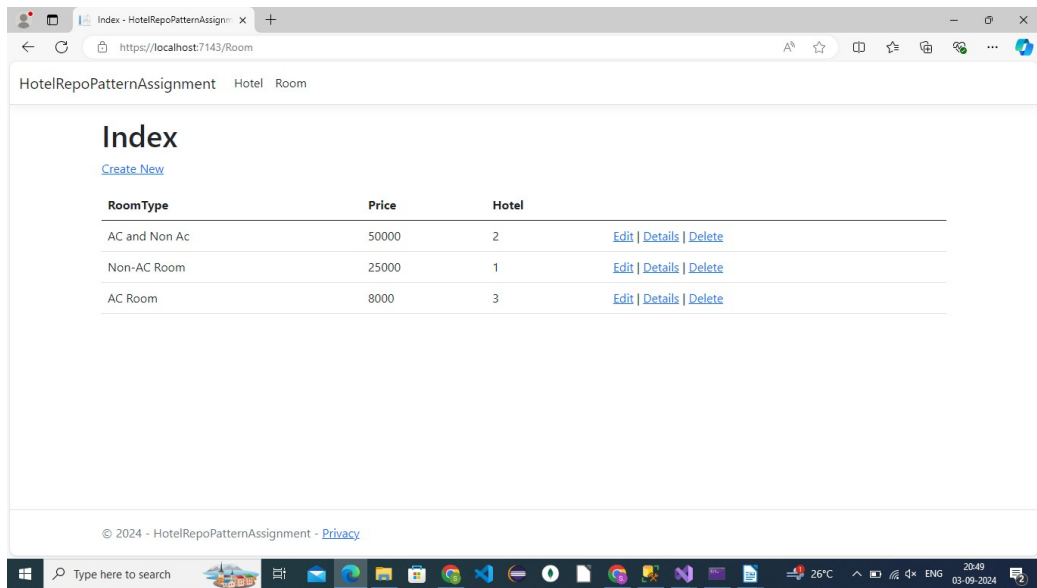 Index - HotelRepoPatternAssignm
https://localhost:7143/Room
HotelRepoPatternAssignment Hotel Room
Index
Create New
RoomType Price Hotel
AC and Non Ac 50000 2 Edit | Details | Delete
Non-AC Room 25000 1 Edit | Details | Delete
AC Room 8000 3 Edit | Details | Delete
© 2024 - HotelRepoPatternAssignment - Privacy
Type here to search 26°C ENG 20:49
03-09-2024 2